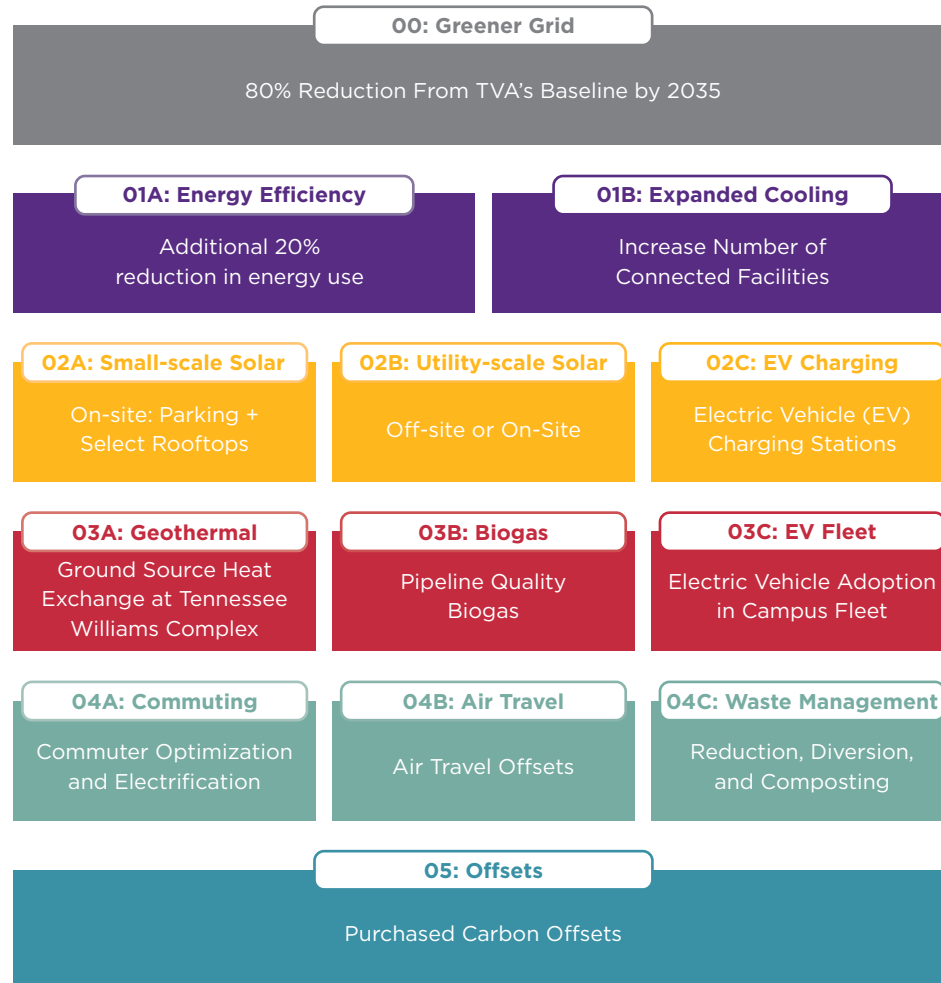 00: Greener Grid
80% Reduction From TVA’s Baseline by 2035
01A: Energy Efficiency
Additional 20%
reduction in energy use
01B: Expanded Cooling
Increase Number of
Connected Facilities
02A: Small-scale Solar
On-site: Parking +
Select Rooftops
02B: Utility-scale Solar
Off-site or On-Site
02C: EV Charging
Electric Vehicle (EV)
Charging Stations
03A: Geothermal
Ground Source Heat
Exchange at Tennessee
Williams Complex
03B: Biogas
Pipeline Quality
Biogas
03C: EV Fleet
Electric Vehicle Adoption
in Campus Fleet
04A: Commuting
Commuter Optimization
and Electrification
04B: Air Travel
Air Travel Offsets
04C: Waste Management
Reduction, Diversion,
and Composting
05: Offsets
Purchased Carbon Offsets